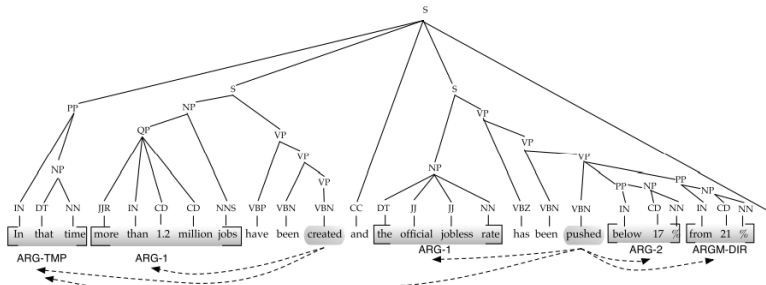 S
S S
PP NP VP
QP VP VP
VP NP VP
NP VP PP NP PP NP
IN DT NN JJR IN CD CD NNS VBP VBN VBN CC DT JJ JJ NN VBZ VBN VBN IN CD NN IN CD NN
In that time more than 1.2 million jobs have been created and the official jobless rate has been pushed below 17 % from 21 %
ARG-TMP ARG-1 ARG-1 ARG-2 ARGM-DIR